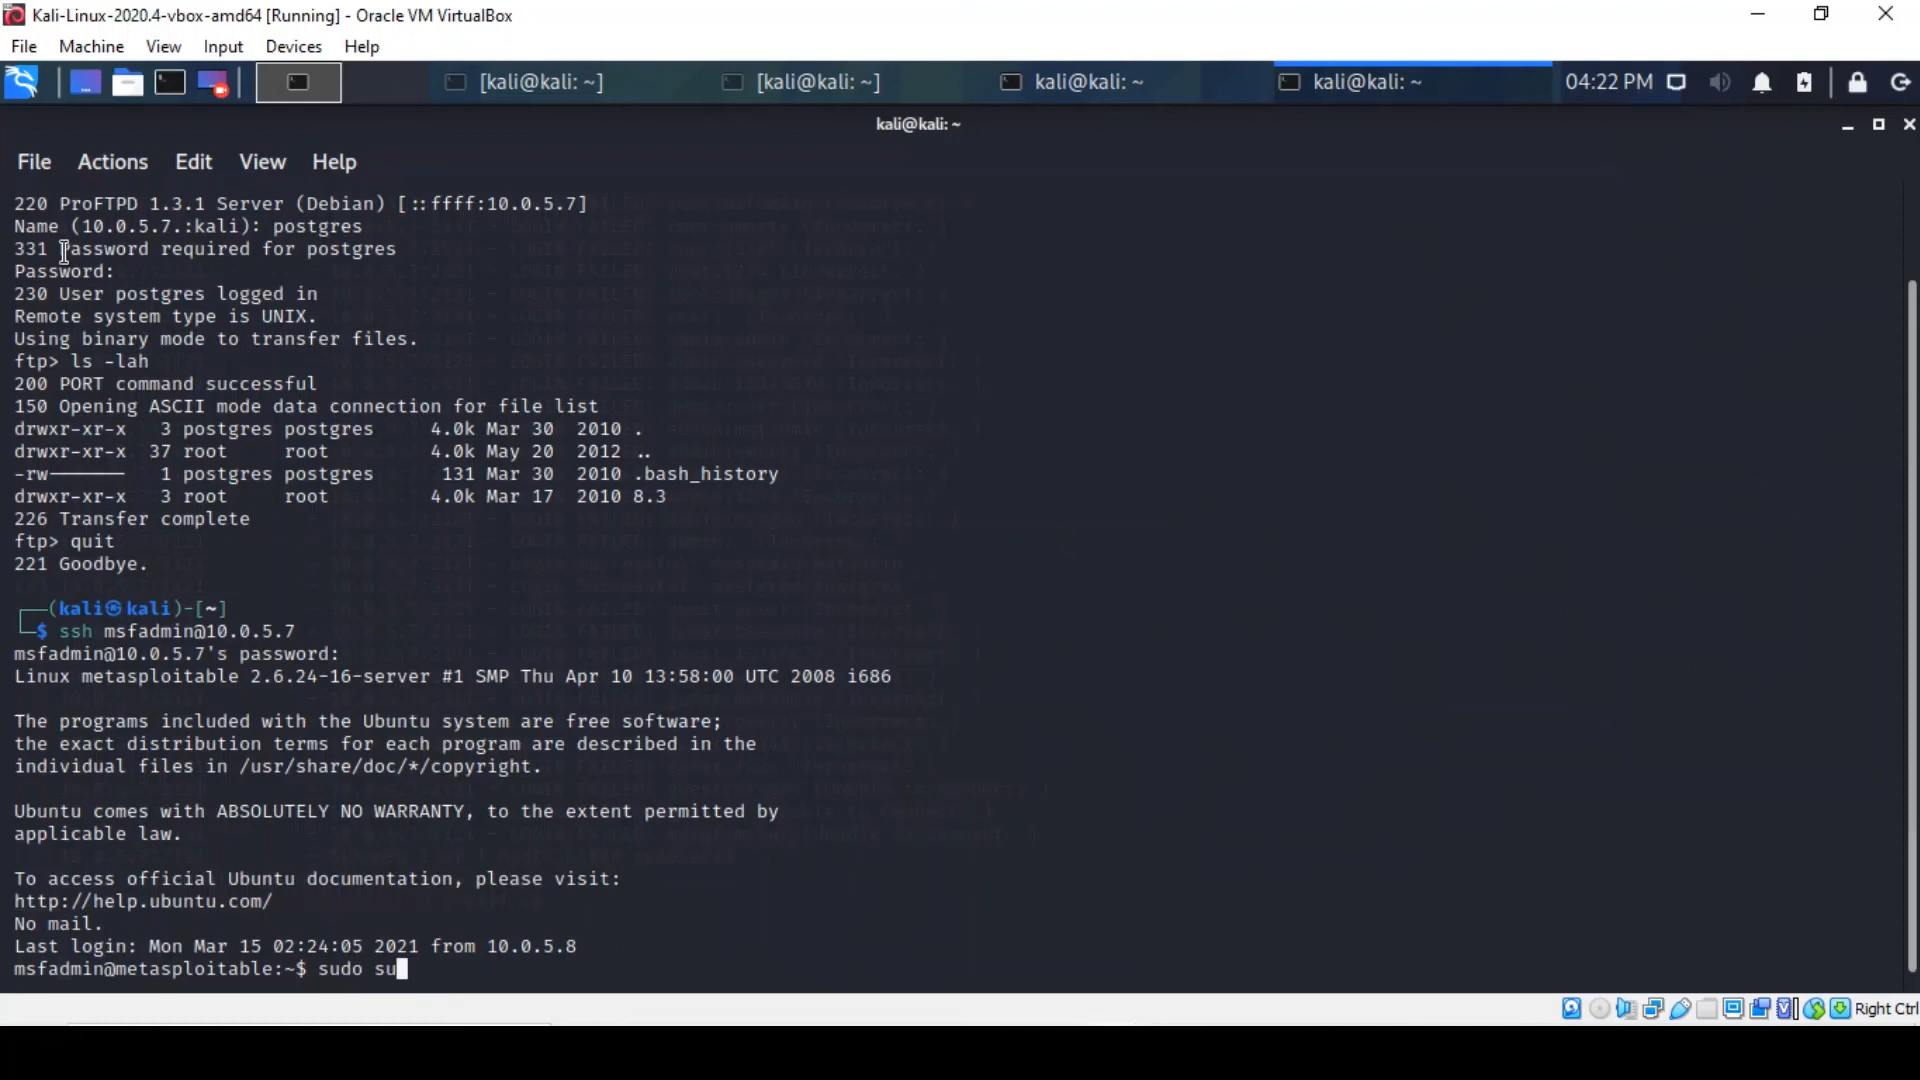 Kali-Linux-2020.4-vbox-amd64 [Running] - Oracle VM VirtualBox
File Machine View Input Devices Help
[kali@kali: ~] [kali@kali: ~] kali@kali: ~ kali@kali: ~ 04:22 PM
kali@kali: ~
File Actions Edit View Help
220 ProFTPD 1.3.1 Server (Debian) [::ffff:10.0.5.7]
Name (10.0.5.7.:kali): postgres
331 Password required for postgres
Password:
230 User postgres logged in
Remote system type is UNIX.
Using binary mode to transfer files.
ftp> ls -lah
200 PORT command successful
150 Opening ASCII mode data connection for file list
drwxr-xr-x   3 postgres postgres     4.0k Mar 30  2010 .
drwxr-xr-x  37 root     root         4.0k May 20  2012 ..
-rw-------   1 postgres postgres      131 Mar 30  2010 .bash_history
drwxr-xr-x   3 root     root         4.0k Mar 17  2010 8.3
226 Transfer complete
ftp> quit
221 Goodbye.
┌──(kali㉿kali)-[~]
└─$ ssh msfadmin@10.0.5.7
msfadmin@10.0.5.7's password:
Linux metasploitable 2.6.24-16-server #1 SMP Thu Apr 10 13:58:00 UTC 2008 i686
The programs included with the Ubuntu system are free software;
the exact distribution terms for each program are described in the
individual files in /usr/share/doc/*/copyright.
Ubuntu comes with ABSOLUTELY NO WARRANTY, to the extent permitted by
applicable law.
To access official Ubuntu documentation, please visit:
http://help.ubuntu.com/
No mail.
Last login: Mon Mar 15 02:24:05 2021 from 10.0.5.8
msfadmin@metasploitable:~$ sudo su
Right Ctrl